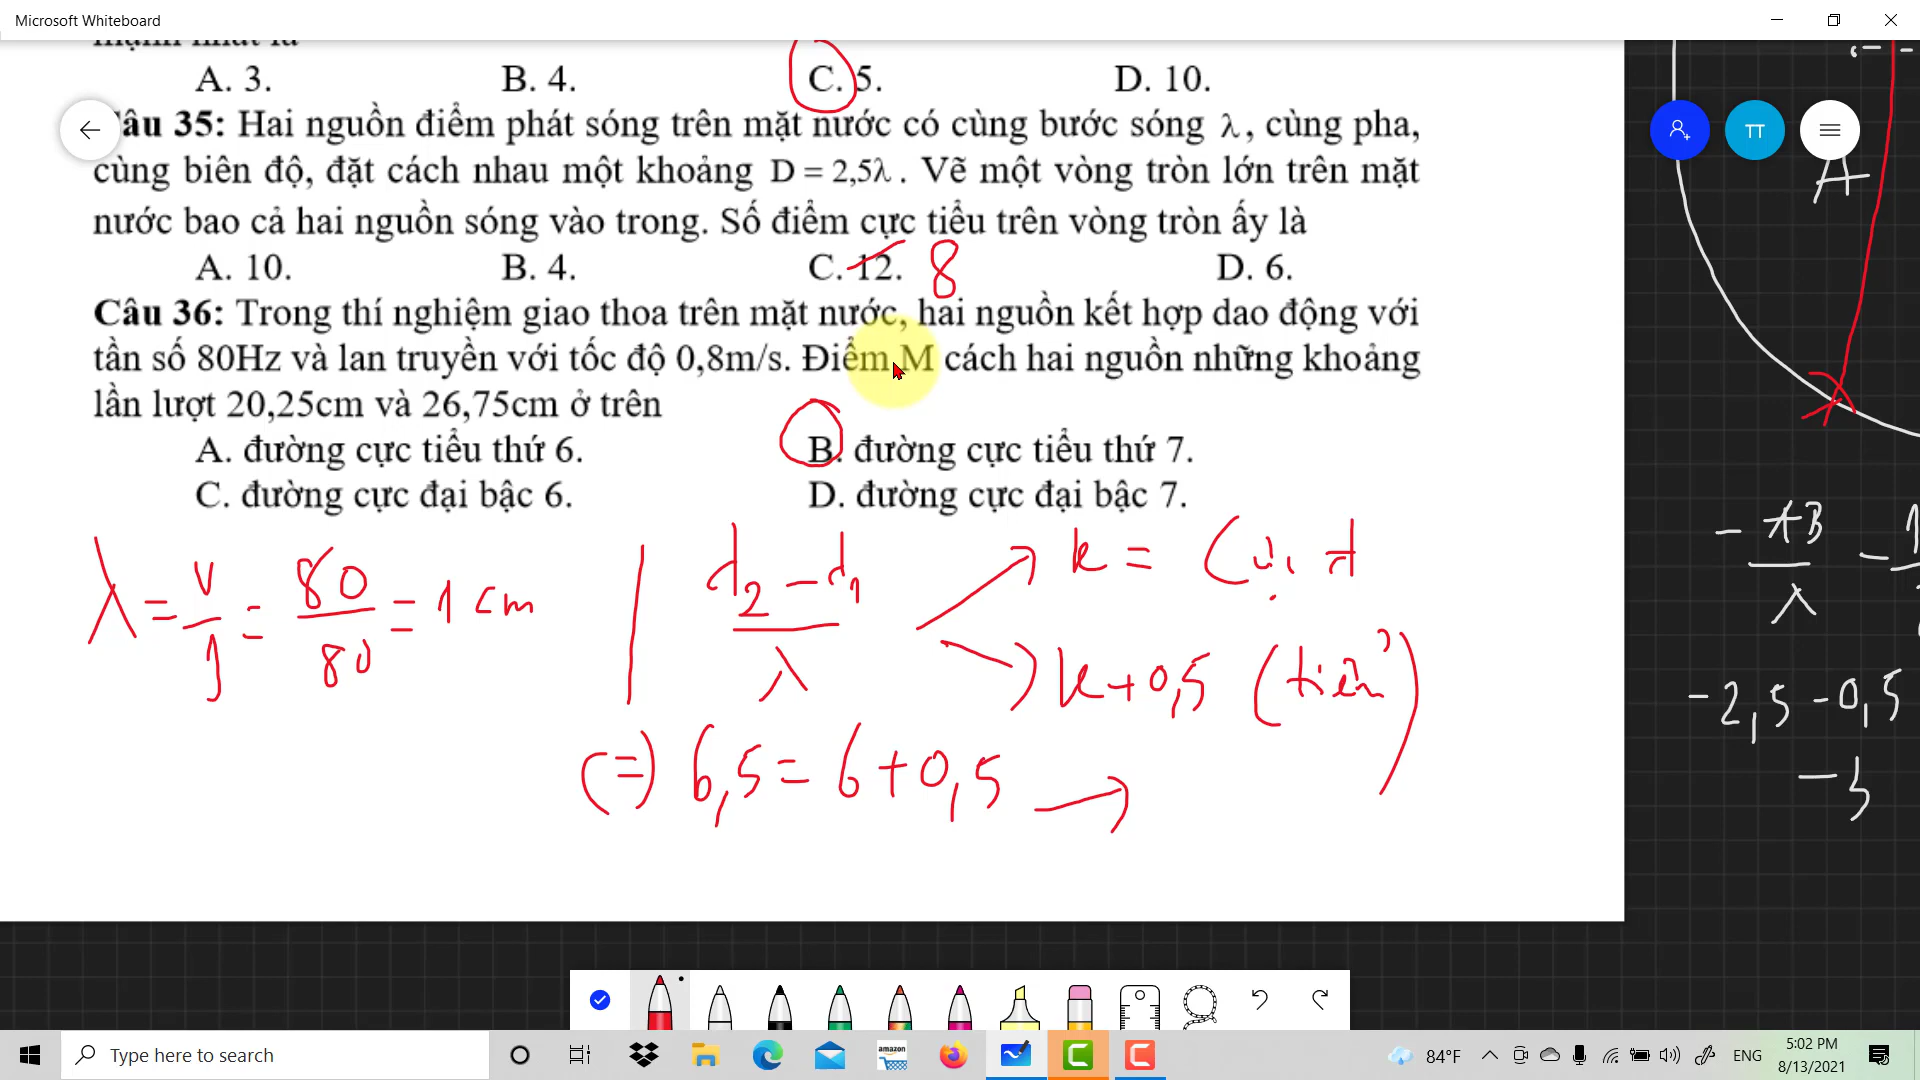 Microsoft Whiteboard
A. 3. B. 4. C. 5. D. 10.
âu 35: Hai nguồn điểm phát sóng trên mặt nước có cùng bước sóng λ, cùng pha,
cùng biên độ, đặt cách nhau một khoảng D = 2,5λ. Vẽ một vòng tròn lớn trên mặt
nước bao cả hai nguồn sóng vào trong. Số điểm cực tiểu trên vòng tròn ấy là
A. 10. B. 4. C. 12. 8 D. 6.
Câu 36: Trong thí nghiệm giao thoa trên mặt nước, hai nguồn kết hợp dao động với
tần số 80Hz và lan truyền với tốc độ 0,8m/s. Điểm M cách hai nguồn những khoảng
lần lượt 20,25cm và 26,75cm ở trên
A. đường cực tiểu thứ 6. B. đường cực tiểu thứ 7.
C. đường cực đại bậc 6. D. đường cực đại bậc 7.
λ = v/f = 80/80 = 1 cm
(d₂ - d₁)/λ
k =
k + 0,5
(=) 6,5 = 6 + 0,5
TT
A
- AB/λ -
- 2,5 - 0,5
- 3
Type here to search
amazon
84°F
ENG
5:02 PM
8/13/2021